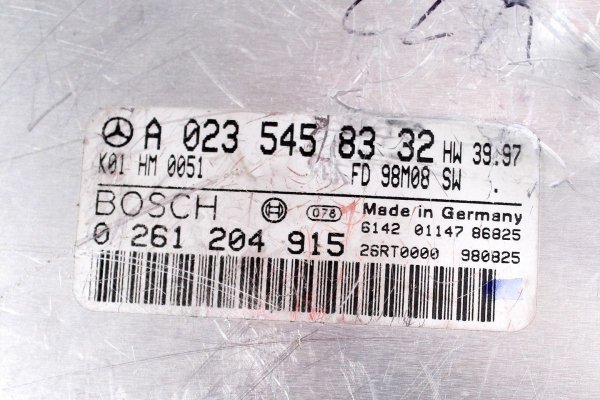 A 023 545 83 32 HW 39.97
K01 HM 0051 FD 98M08 SW .
BOSCH 076 Made in Germany
6142 01147 86825
0 261 204 915 26RT0000 980825